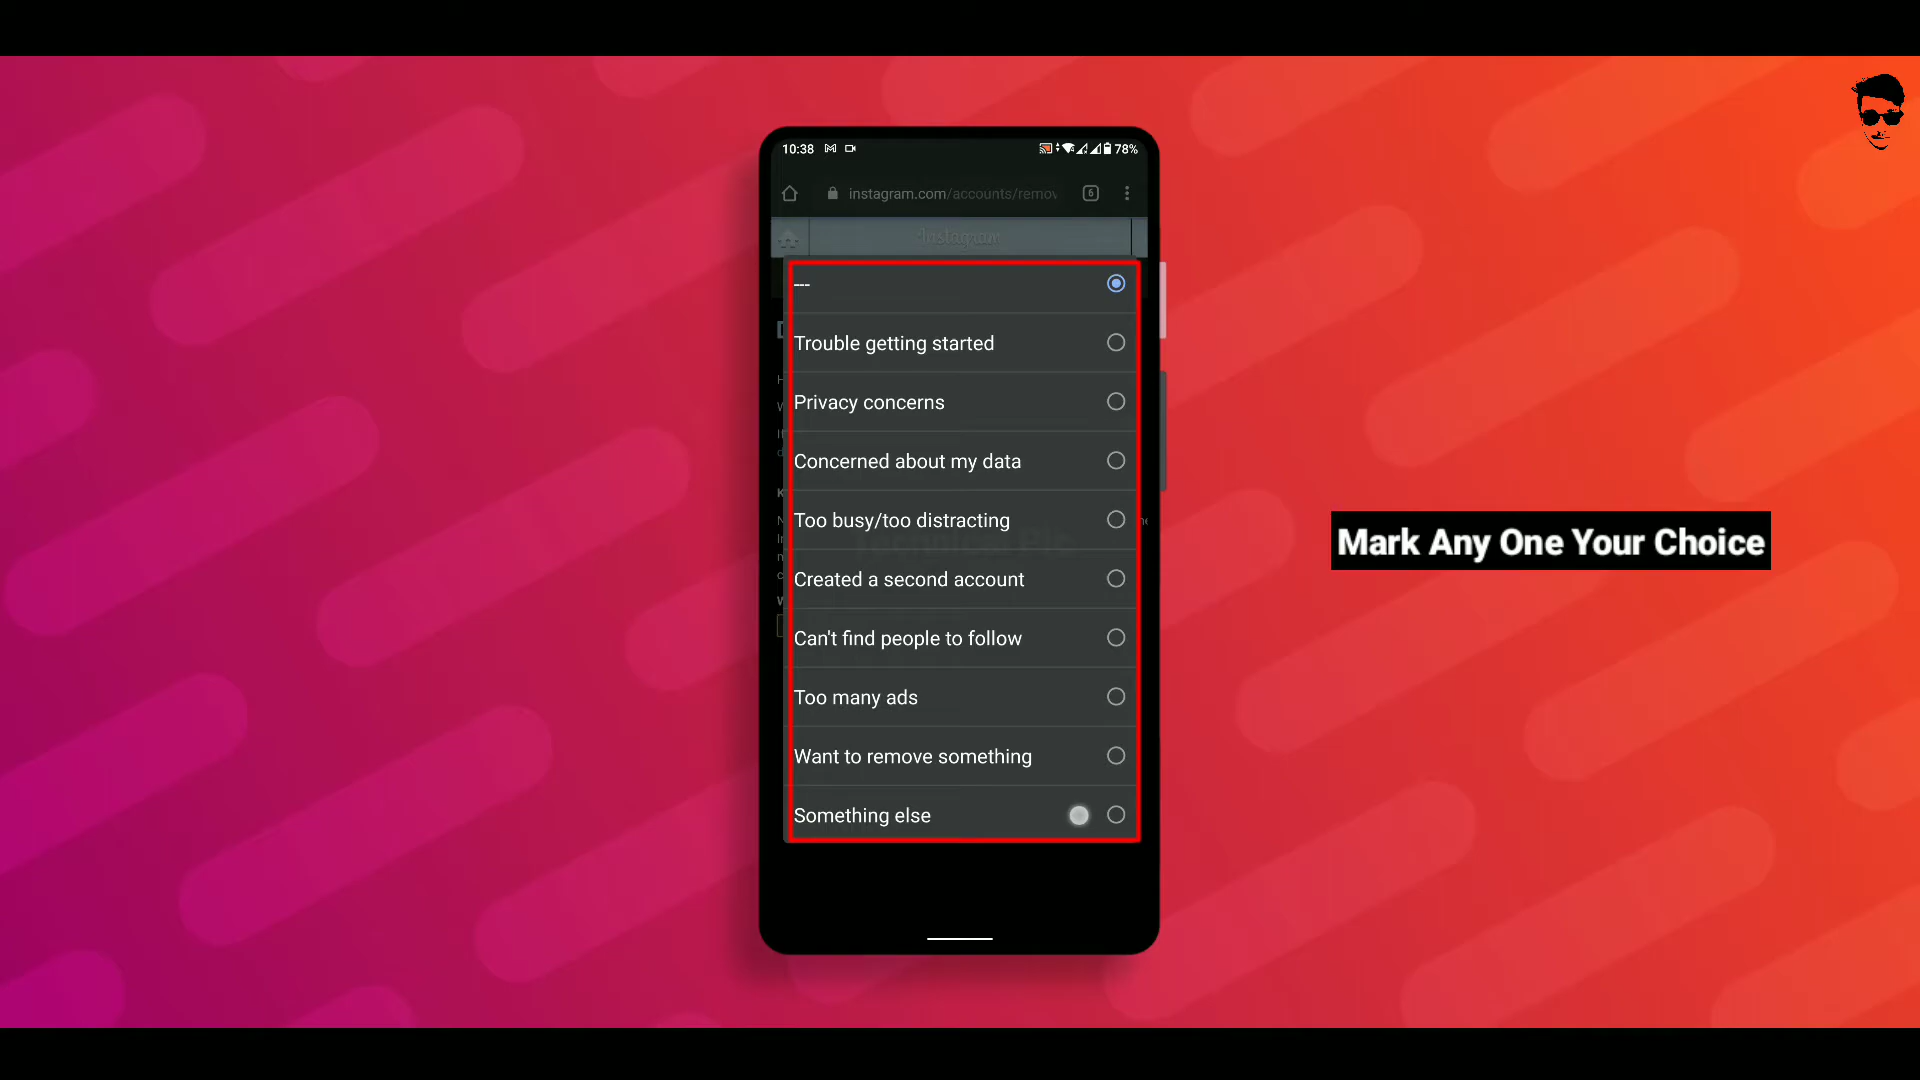 10:38
78%
instagram.com/accounts/remov
6
Instagram
---
Trouble getting started
Privacy concerns
Concerned about my data
Too busy/too distracting
Created a second account
Can't find people to follow
Too many ads
Want to remove something
Something else
Mark Any One Your Choice